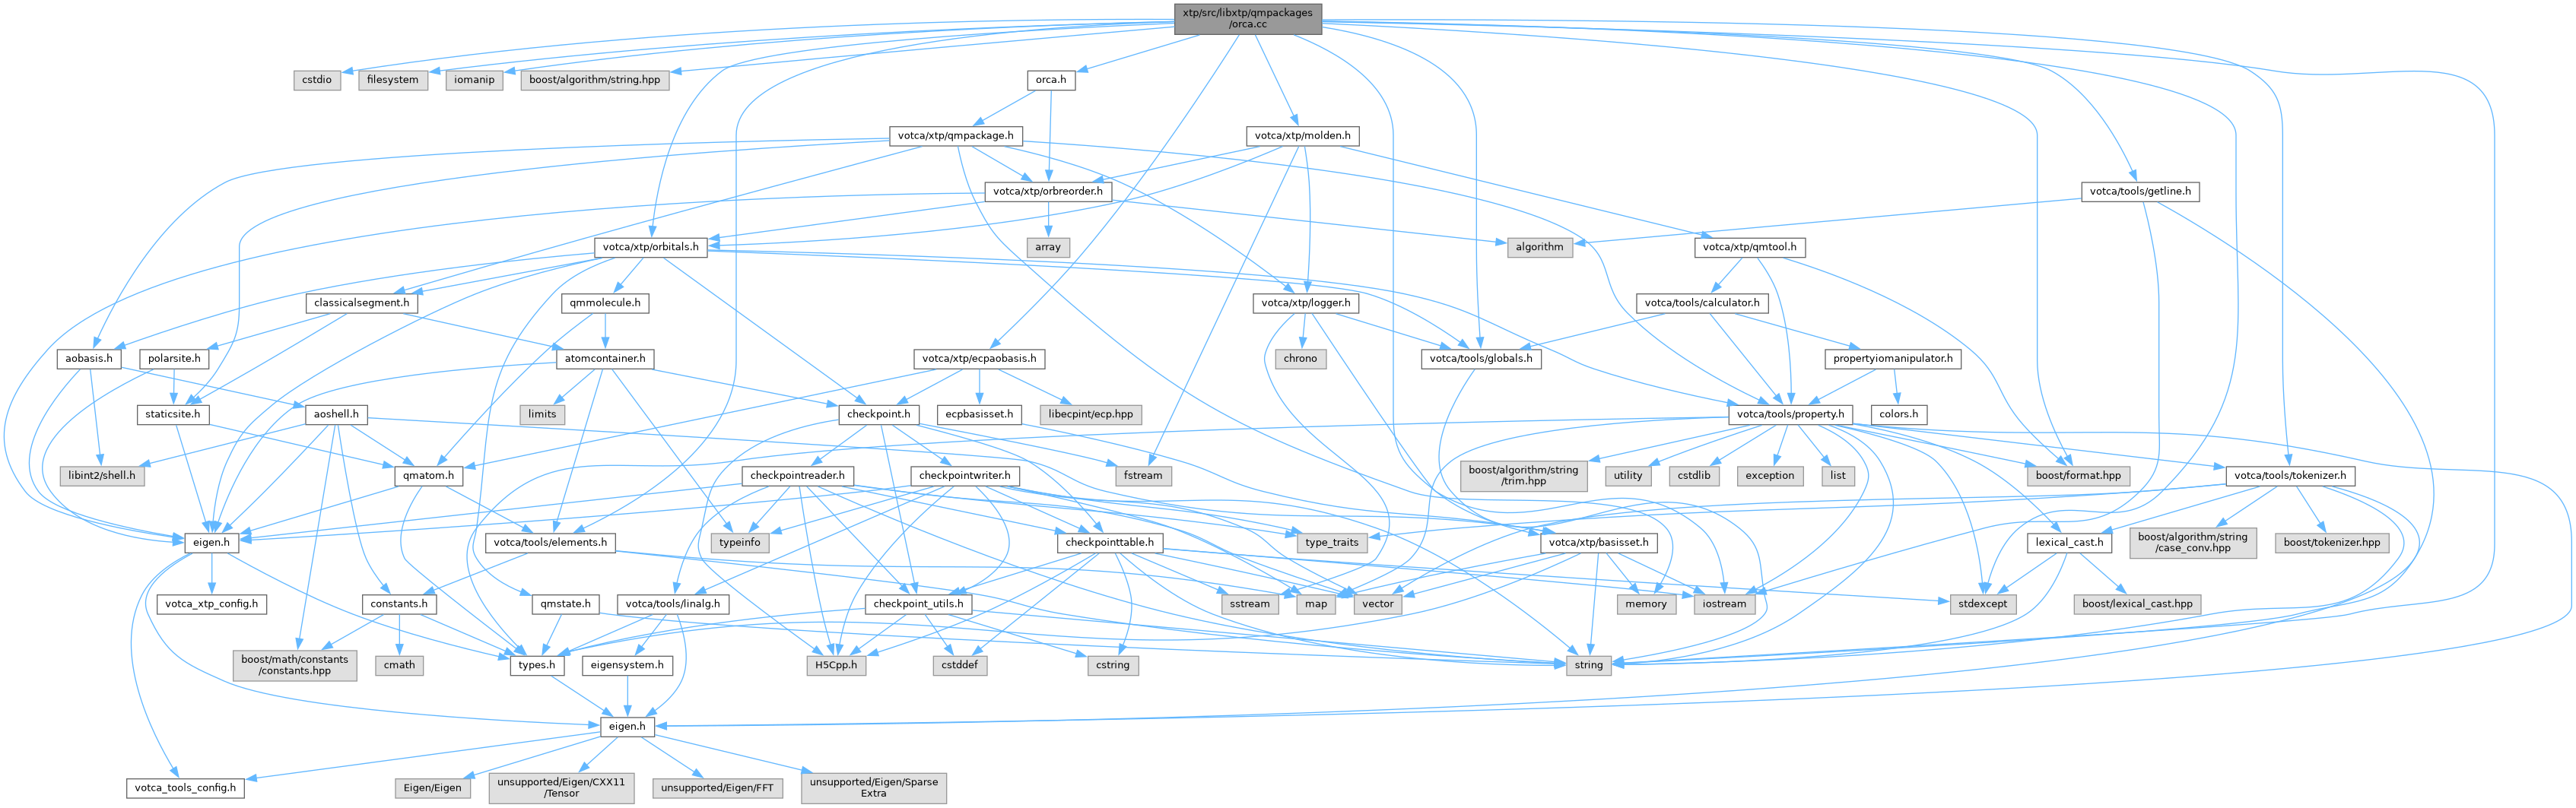 xtp/src/libxtp/qmpackages
/orca.cc
cstdio
filesystem
iomanip
boost/algorithm/string.hpp
orca.h
votca/xtp/qmpackage.h
votca/xtp/molden.h
votca/xtp/orbreorder.h
votca/tools/getline.h
votca/xtp/orbitals.h
array
algorithm
votca/xtp/qmtool.h
classicalsegment.h
qmmolecule.h
votca/xtp/logger.h
votca/tools/calculator.h
aobasis.h
polarsite.h
atomcontainer.h
votca/xtp/ecpaobasis.h
chrono
votca/tools/globals.h
propertyiomanipulator.h
staticsite.h
aoshell.h
limits
checkpoint.h
ecpbasisset.h
libecpint/ecp.hpp
votca/tools/property.h
colors.h
libint2/shell.h
qmatom.h
checkpointreader.h
checkpointwriter.h
fstream
boost/algorithm/string
/trim.hpp
utility
cstdlib
exception
list
boost/format.hpp
votca/tools/tokenizer.h
eigen.h
votca/tools/elements.h
typeinfo
checkpointtable.h
type_traits
votca/xtp/basisset.h
lexical_cast.h
boost/algorithm/string
/case_conv.hpp
boost/tokenizer.hpp
votca_xtp_config.h
constants.h
qmstate.h
votca/tools/linalg.h
checkpoint_utils.h
sstream
map
vector
memory
iostream
stdexcept
boost/lexical_cast.hpp
boost/math/constants
/constants.hpp
cmath
types.h
eigensystem.h
H5Cpp.h
cstddef
cstring
string
eigen.h
votca_tools_config.h
Eigen/Eigen
unsupported/Eigen/CXX11
/Tensor
unsupported/Eigen/FFT
unsupported/Eigen/Sparse
Extra